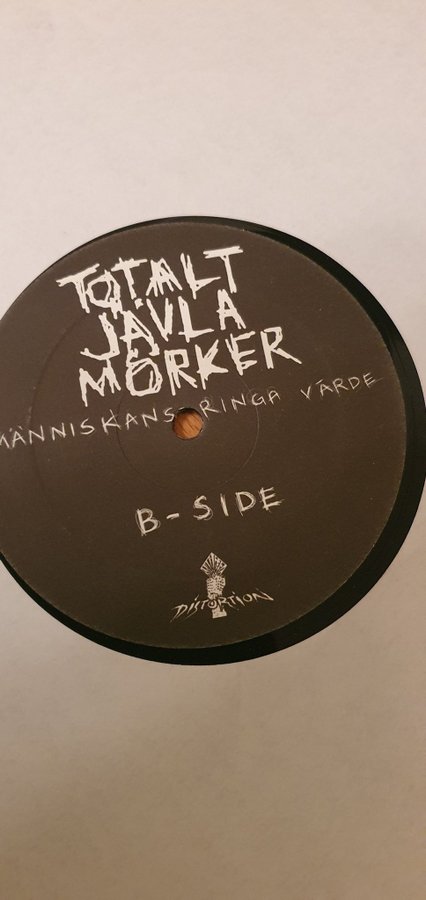 TOTALT
JÄVLA
MÖRKER
MÄNNISKANS RINGA VÄRDE
B-SIDE
DISTORTION